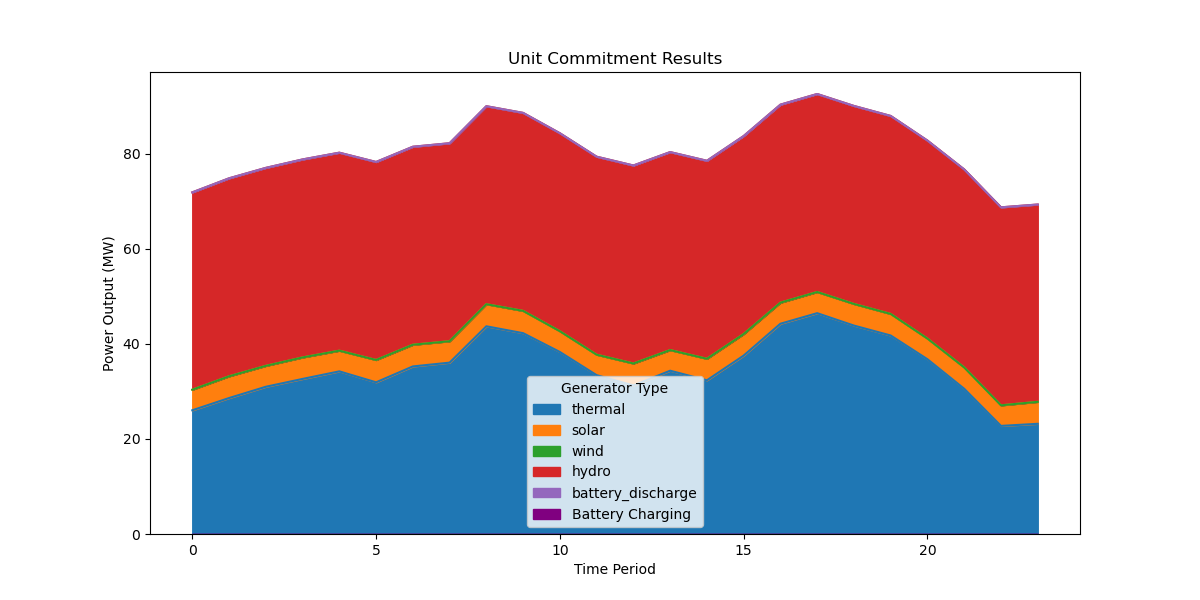 Unit Commitment Results
Power Output (MW)
80
60
40
20
0
0 5 10 15 20
Time Period
Generator Type
thermal
solar
wind
hydro
battery_discharge
Battery Charging